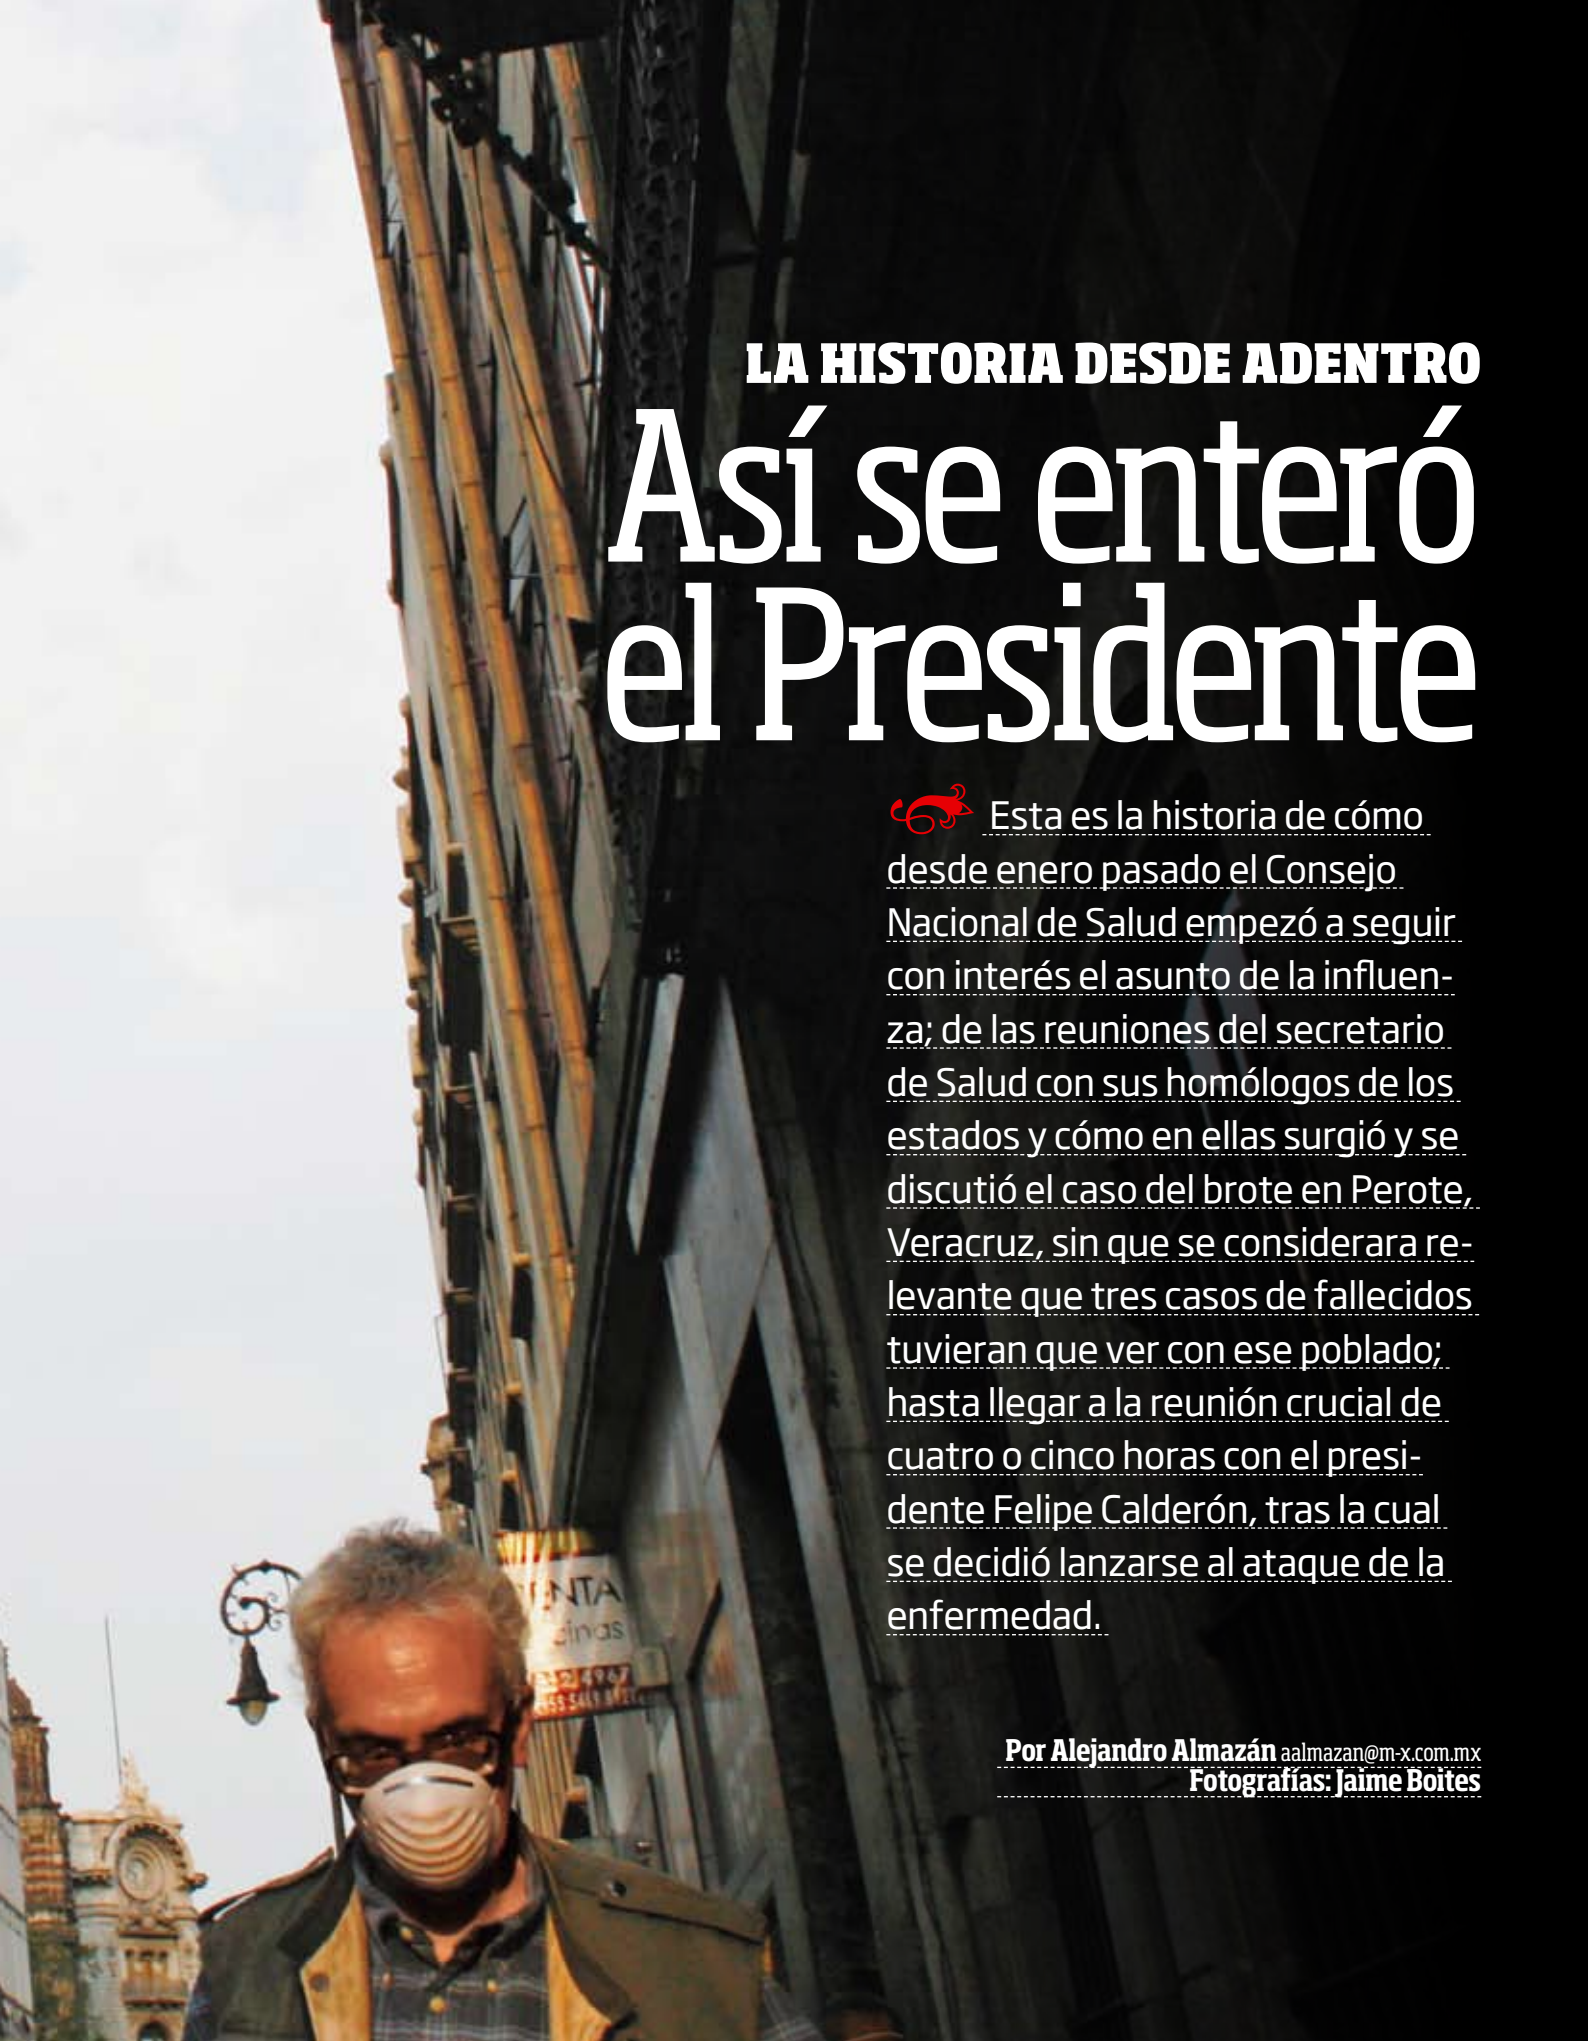 LA HISTORIA DESDE ADENTRO
Así se enteró
el Presidente
Esta es la historia de cómo
desde enero pasado el Consejo
Nacional de Salud empezó a seguir
con interés el asunto de la influen-
za; de las reuniones del secretario
de Salud con sus homólogos de los
estados y cómo en ellas surgió y se
discutió el caso del brote en Perote,
Veracruz, sin que se considerara re-
levante que tres casos de fallecidos
tuvieran que ver con ese poblado;
hasta llegar a la reunión crucial de
cuatro o cinco horas con el presi-
dente Felipe Calderón, tras la cual
se decidió lanzarse al ataque de la
enfermedad.
Por Alejandro Almazán aalmazan@m-x.com.mx
Fotografías: Jaime Boites